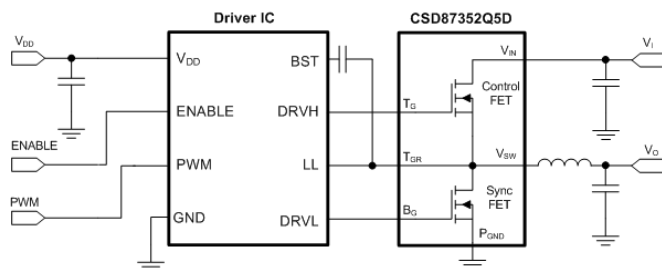 Driver IC
CSD87352Q5D
VDD
VDD
BST
VIN
VI
Control
FET
ENABLE
DRVH
TG
ENABLE
PWM
LL
TGR
VSW
VO
PWM
Sync
FET
GND
DRVL
BG
PGND